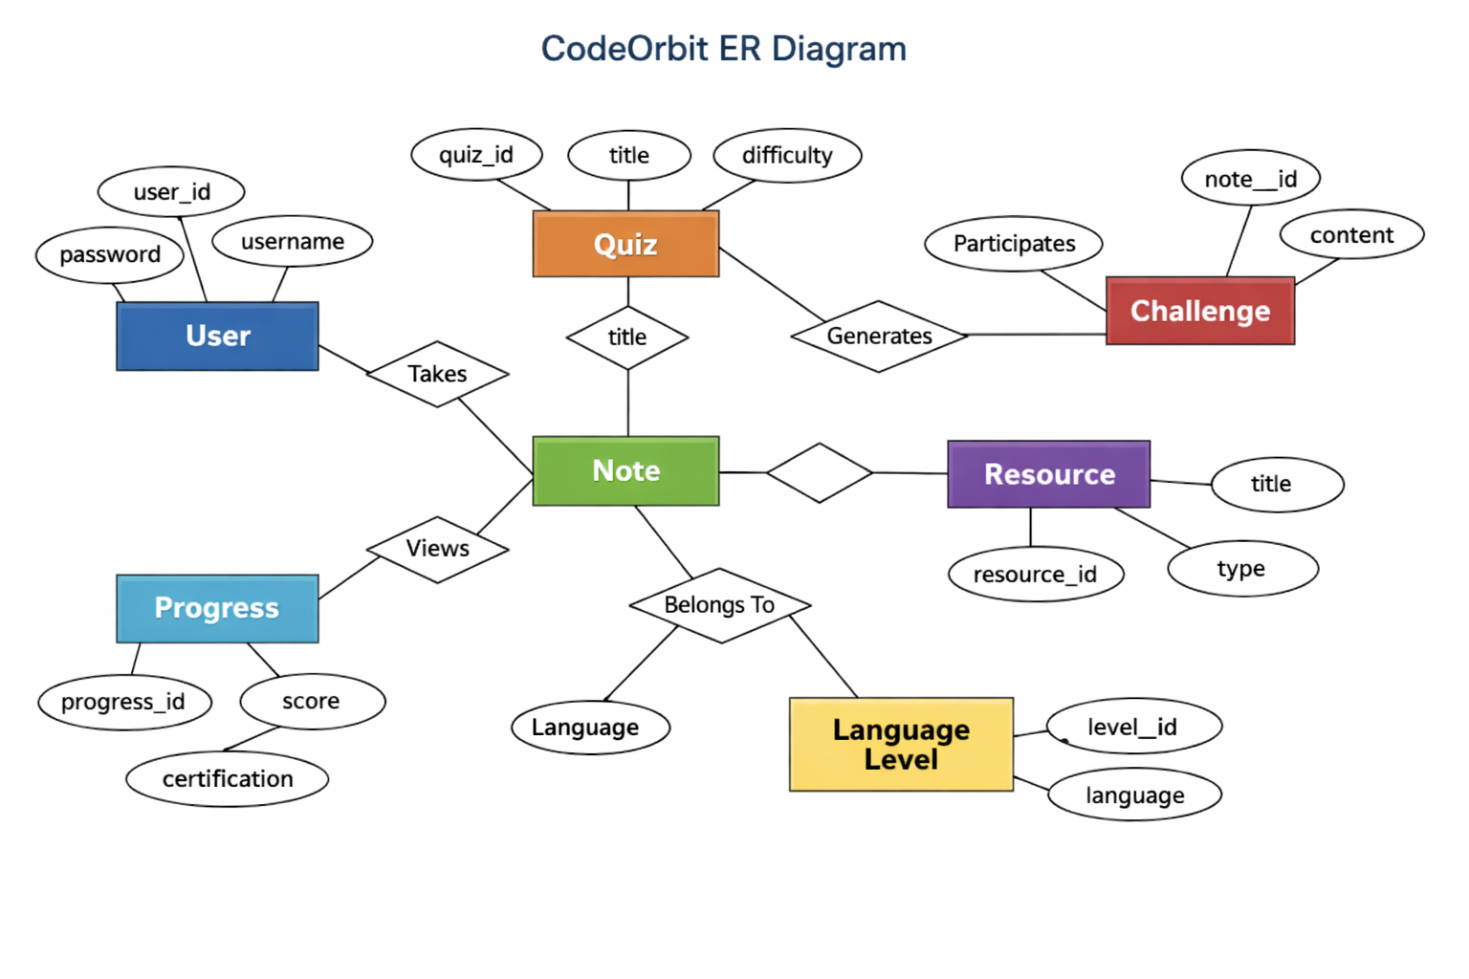 CodeOrbit ER Diagram
quiz_id
title
difficulty
note__id
user_id
username
password
Participates
content
Quiz
Challenge
User
title
Generates
Takes
Note
Resource
title
Views
resource_id
type
Progress
Belongs To
progress_id
score
Language
Language
Level
level_id
certification
language